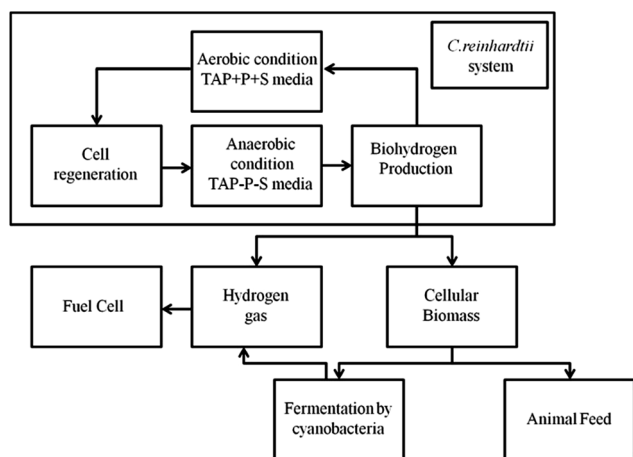 Aerobic condition
TAP+P+S media
C.reinhardtii
system
Cell
regeneration
Anaerobic
condition
TAP-P-S media
Biohydrogen
Production
Fuel Cell
Hydrogen
gas
Cellular
Biomass
Fermentation by
cyanobacteria
Animal Feed